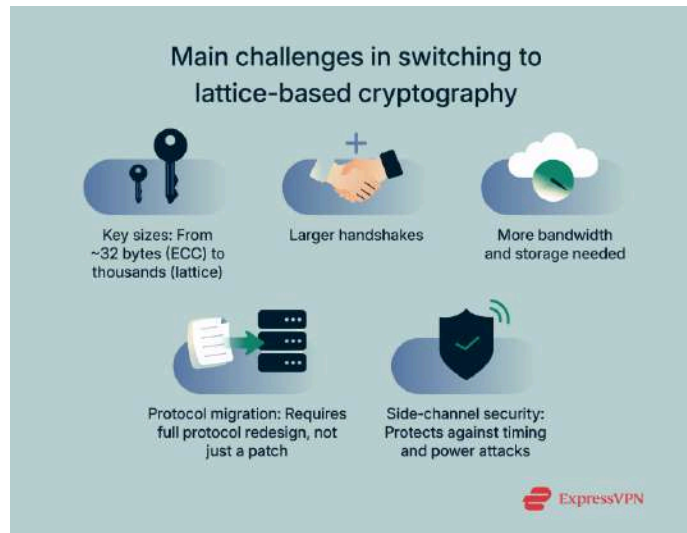 Main challenges in switching to
lattice-based cryptography
Key sizes: From
~32 bytes (ECC) to
thousands (lattice)
Larger handshakes
More bandwidth
and storage needed
Protocol migration: Requires
full protocol redesign, not
just a patch
Side-channel security:
Protects against timing
and power attacks
ExpressVPN